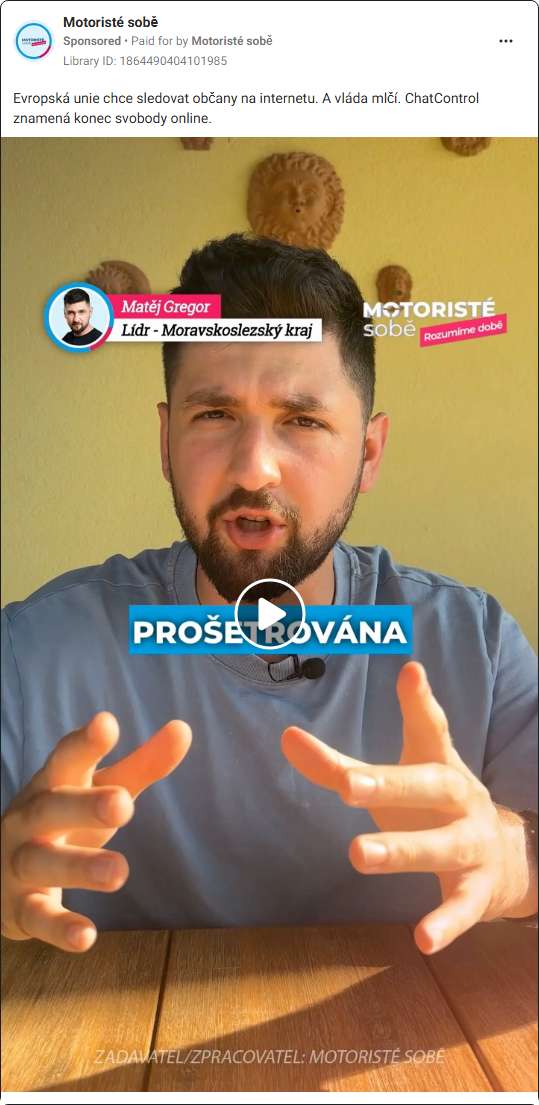 Motoristé sobě
Sponsored • Paid for by Motoristé sobě
Library ID: 1864490404101985
Evropská unie chce sledovat občany na internetu. A vláda mlčí. ChatControl
znamená konec svobody online.
Matěj Gregor
Lídr - Moravskoslezský kraj
MOTORISTÉ
sobě
Rozumíme době
PROŠETROVÁNA
ZADAVATEL/ZPRACOVATEL: MOTORISTÉ SOBĚ